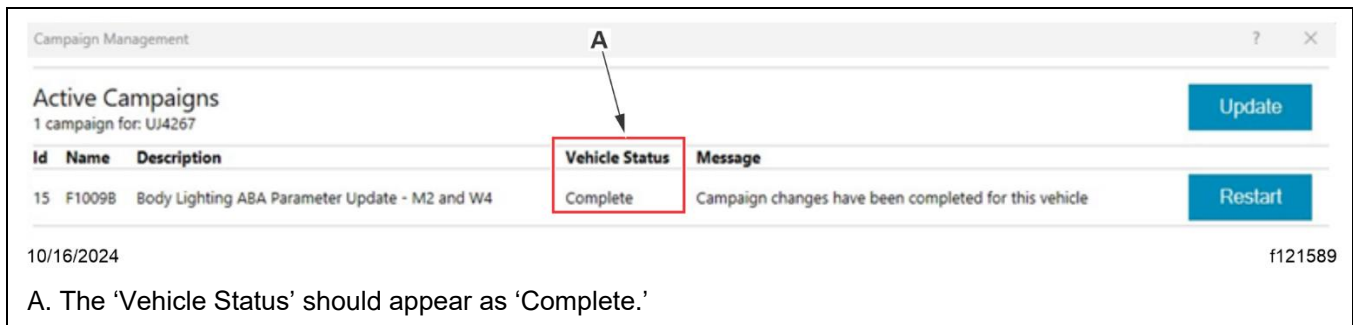 Campaign Management A ? ×
Active Campaigns Update
1 campaign for: UJ4267
Id Name Description Vehicle Status Message
15 F1009B Body Lighting ABA Parameter Update - M2 and W4 Complete Campaign changes have been completed for this vehicle Restart
10/16/2024 f121589
A. The ‘Vehicle Status’ should appear as ‘Complete.’